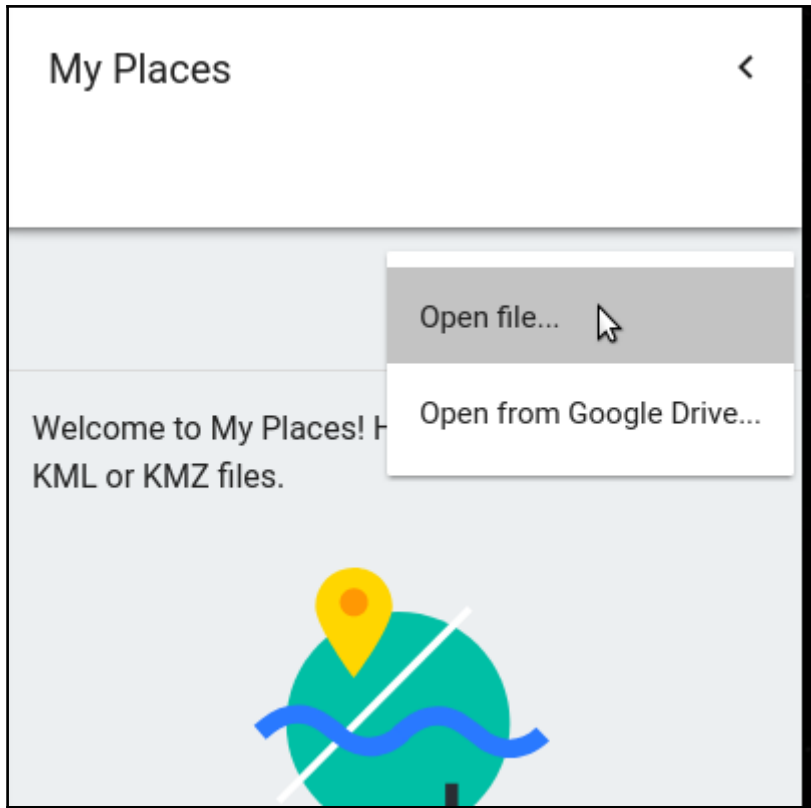 My Places
Open file...
Open from Google Drive...
Welcome to My Places! H
KML or KMZ files.